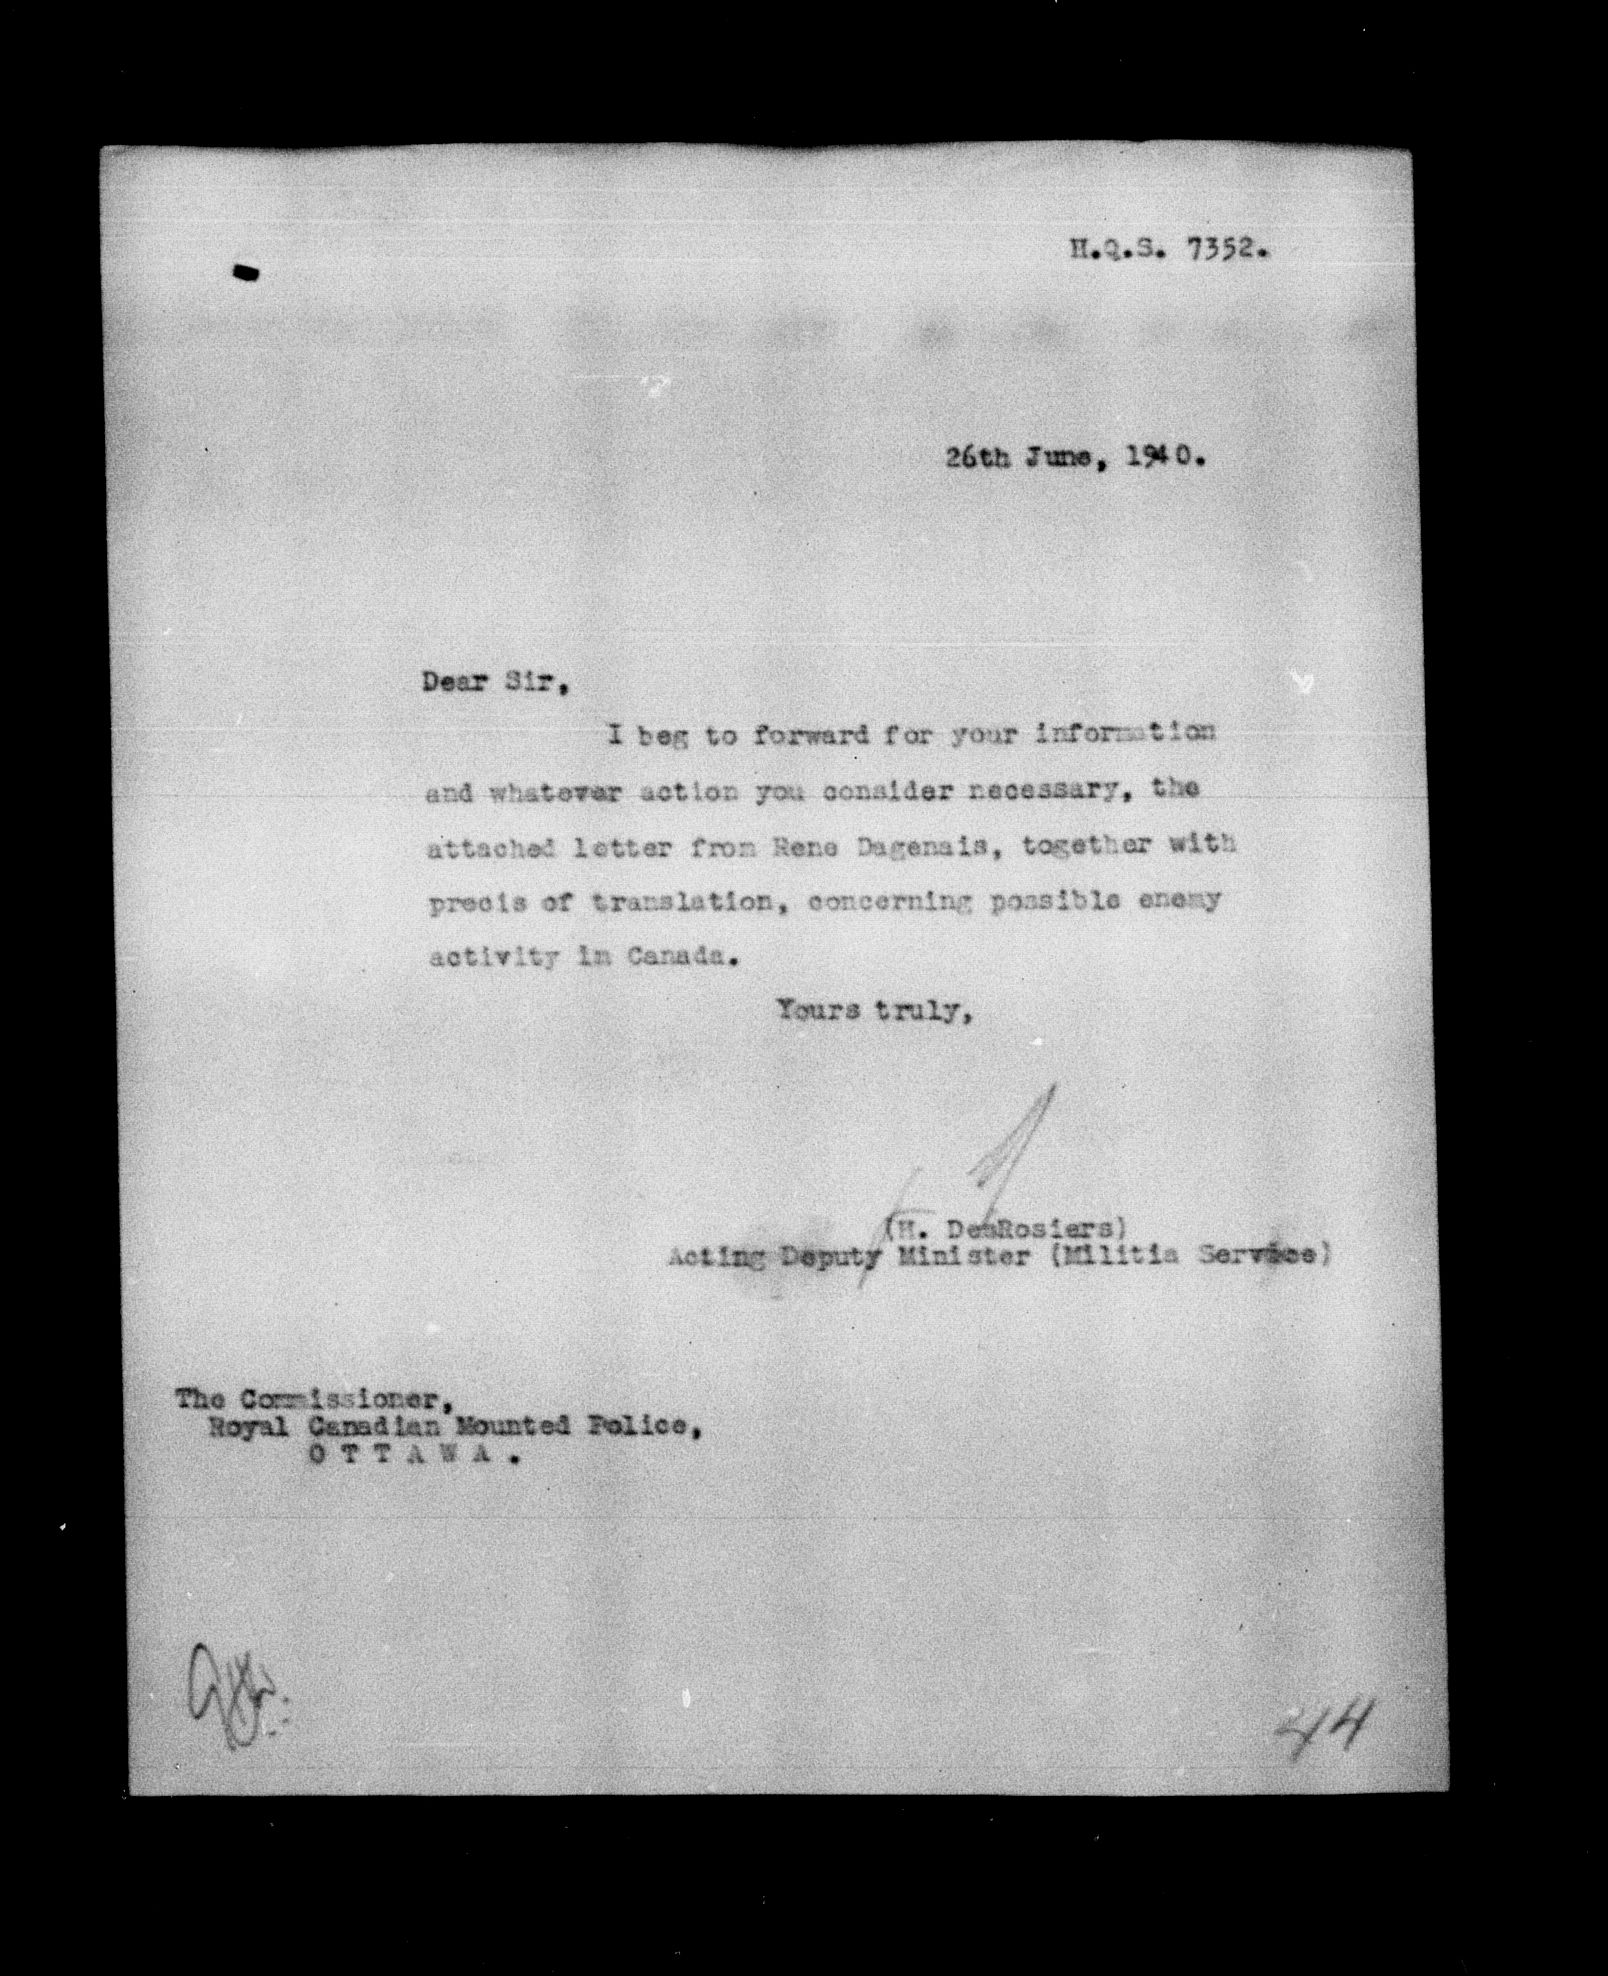 H.Q.S. 7352.
26th June, 1940.
Dear Sir,
I beg to forward for your information
and whatever action you consider necessary, the
attached letter from Rene Dagenais, together with
precis of translation, concerning possible enemy
activity in Canada.
Yours truly,
(H. DesRosiers)
Acting Deputy Minister (Militia Service)
The Commissioner,
Royal Canadian Mounted Police,
O T T A W A .
44